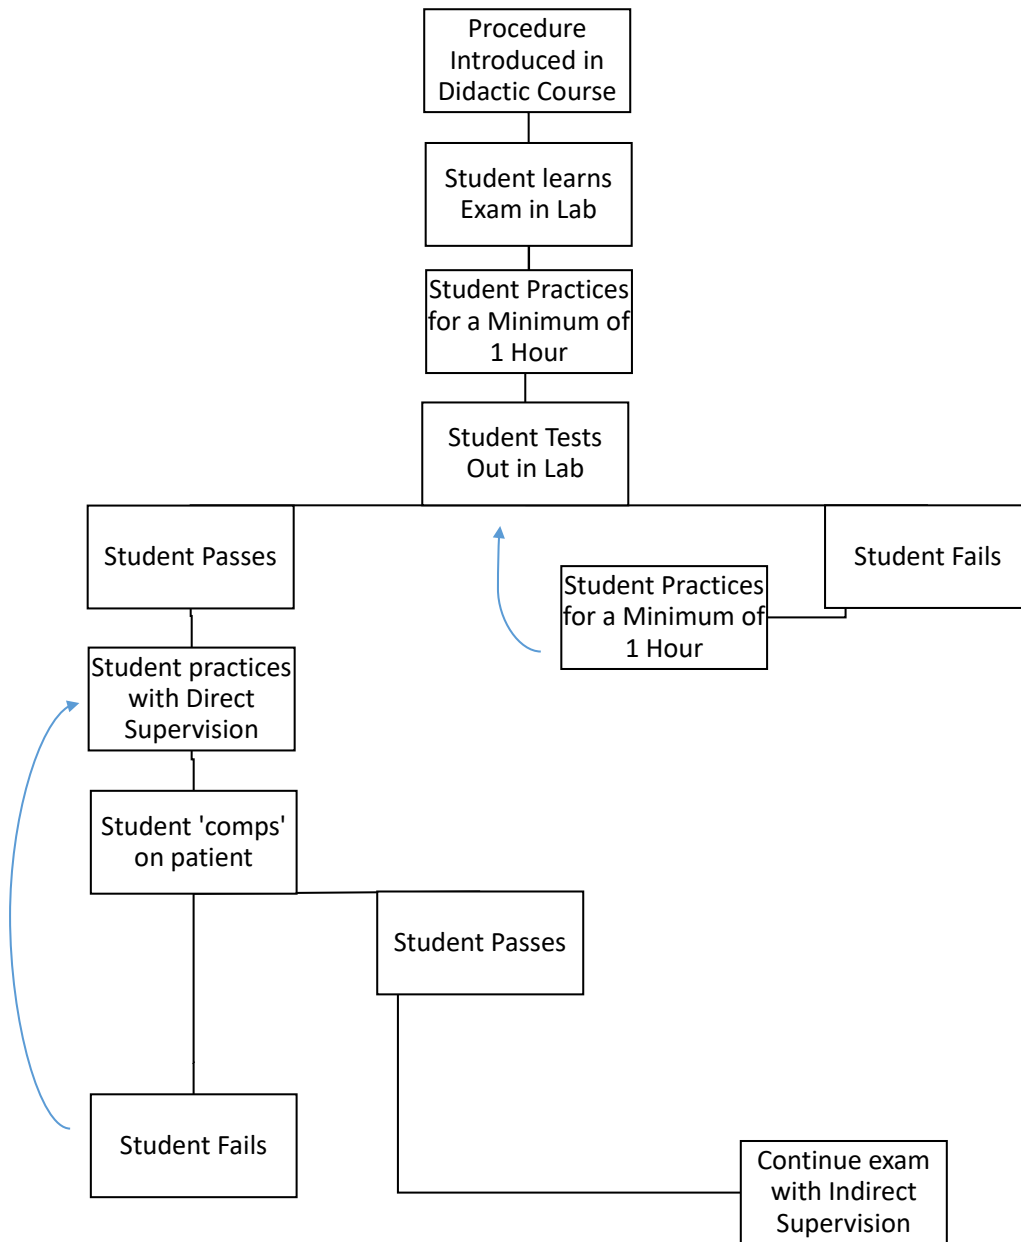 Procedure
Introduced in
Didactic Course
Student learns
Exam in Lab
Student Practices
for a Minimum of
1 Hour
Student Tests
Out in Lab
Student Passes
Student Fails
Student Practices
for a Minimum of
1 Hour
Student practices
with Direct
Supervision
Student 'comps'
on patient
Student Passes
Student Fails
Continue exam
with Indirect
Supervision